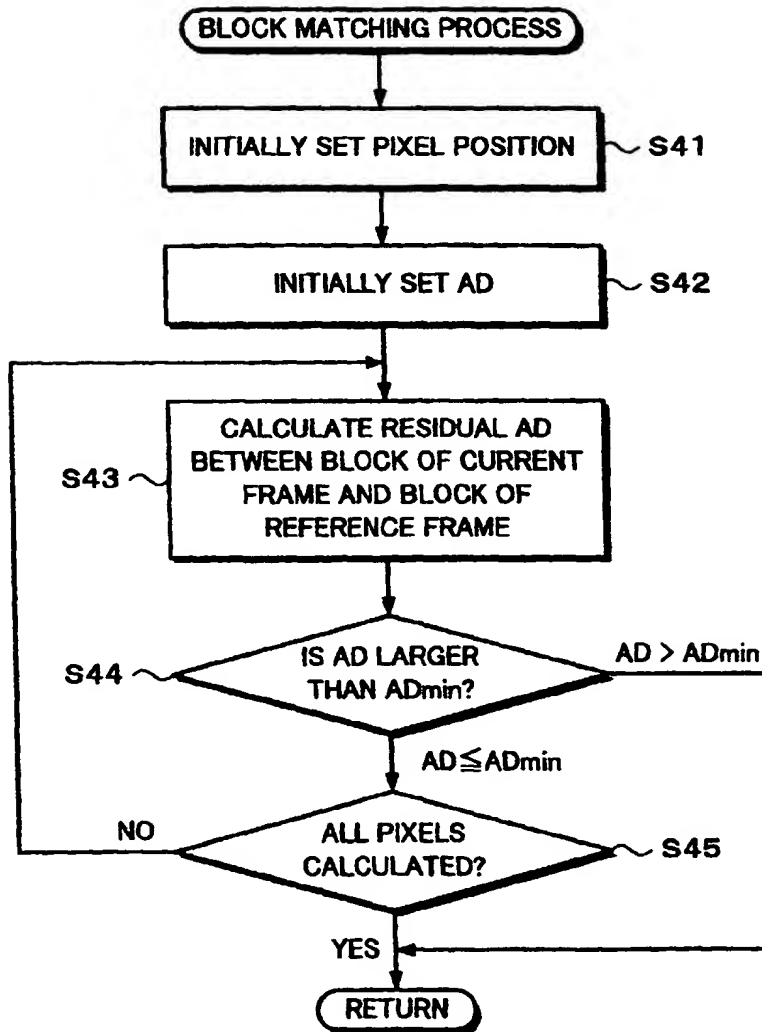 BLOCK MATCHING PROCESS
INITIALLY SET PIXEL POSITION
S41
INITIALLY SET AD
S42
CALCULATE RESIDUAL AD
BETWEEN BLOCK OF CURRENT
FRAME AND BLOCK OF
REFERENCE FRAME
S43
IS AD LARGER
THAN ADmin?
S44
AD > ADmin
AD≦ADmin
ALL PIXELS
CALCULATED?
S45
NO
YES
RETURN